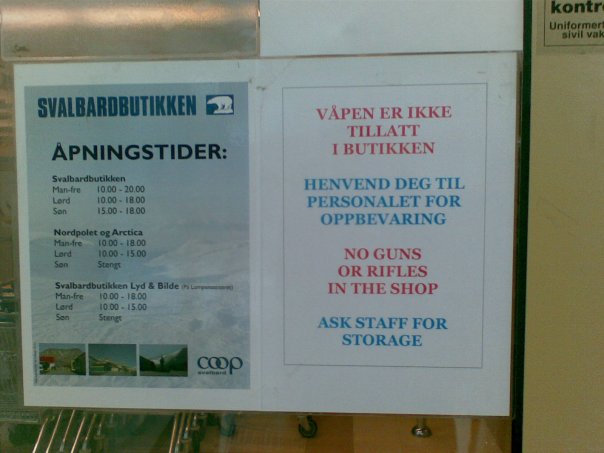 SVALBARDBUTIKKEN
ÅPNINGSTIDER:
Svalbardbutikken
Man-fre 10.00 - 20.00
Lørd 10.00 - 18.00
Søn 15.00 - 18.00
Nordpolet og Arctica
Man-fre 10.00 - 18.00
Lørd 10.00 - 15.00
Søn Stengt
Svalbardbutikken Lyd & Bilde (På Lompensenteret)
Man-fre 10.00 - 18.00
Lørd 10.00 - 15.00
Søn Stengt
coop
svalbard
VÅPEN ER IKKE
TILLATT
I BUTIKKEN
HENVEND DEG TIL
PERSONALET FOR
OPPBEVARING
NO GUNS
OR RIFLES
IN THE SHOP
ASK STAFF FOR
STORAGE
kontr
Uniformert
sivil vak